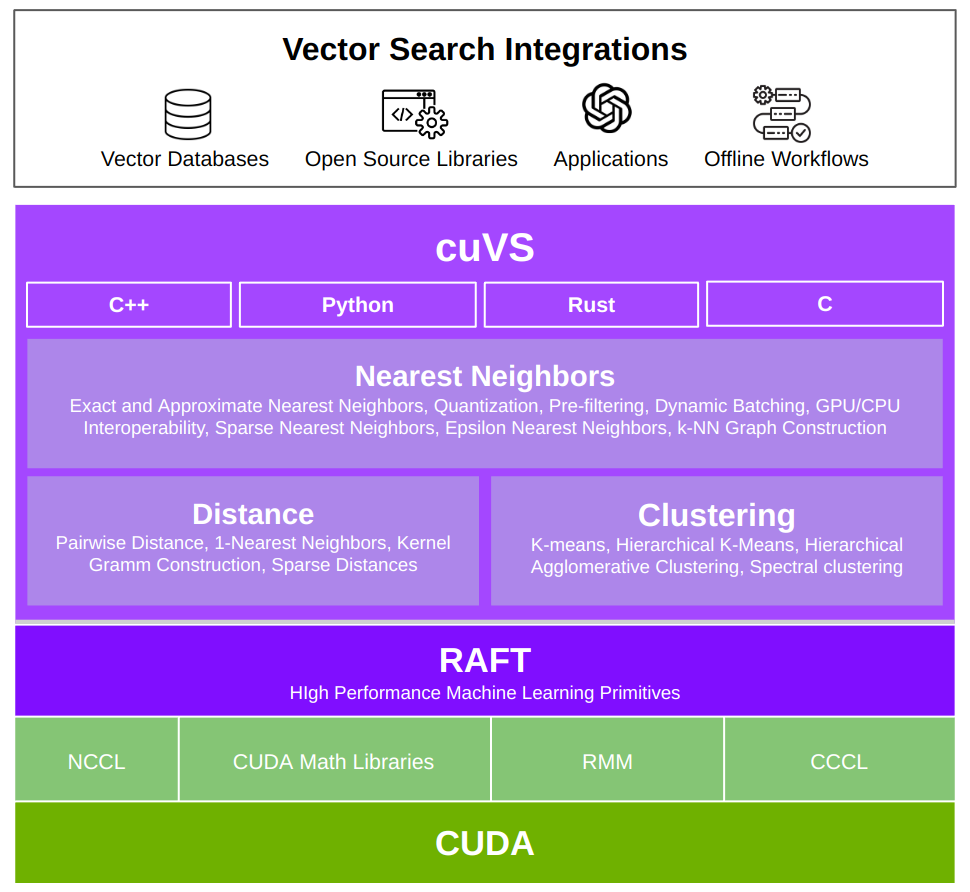 Vector Search Integrations
Vector Databases
Open Source Libraries
Applications
Offline Workflows
cuVS
C++
Python
Rust
C
Nearest Neighbors
Exact and Approximate Nearest Neighbors, Quantization, Pre-filtering, Dynamic Batching, GPU/CPU
Interoperability, Sparse Nearest Neighbors, Epsilon Nearest Neighbors, k-NN Graph Construction
Distance
Pairwise Distance, 1-Nearest Neighbors, Kernel
Gramm Construction, Sparse Distances
Clustering
K-means, Hierarchical K-Means, Hierarchical
Agglomerative Clustering, Spectral clustering
RAFT
HIgh Performance Machine Learning Primitives
NCCL
CUDA Math Libraries
RMM
CCCL
CUDA